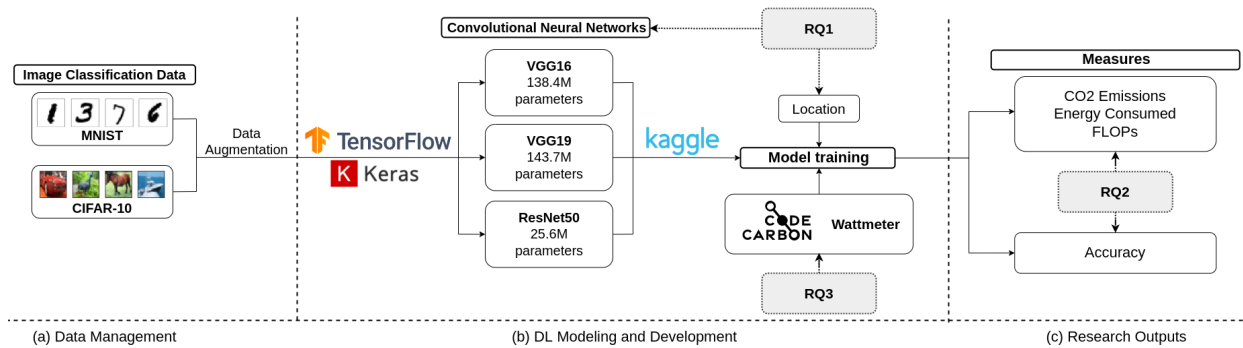 Image Classification Data
1 3 7 6
MNIST
CIFAR-10
Data
Augmentation
TensorFlow
K Keras
Convolutional Neural Networks
VGG16
138.4M
parameters
VGG19
143.7M
parameters
ResNet50
25.6M
parameters
kaggle
RQ1
Location
Model training
CODE
CARBON
Wattmeter
RQ3
Measures
CO2 Emissions
Energy Consumed
FLOPs
RQ2
Accuracy
(a) Data Management
(b) DL Modeling and Development
(c) Research Outputs